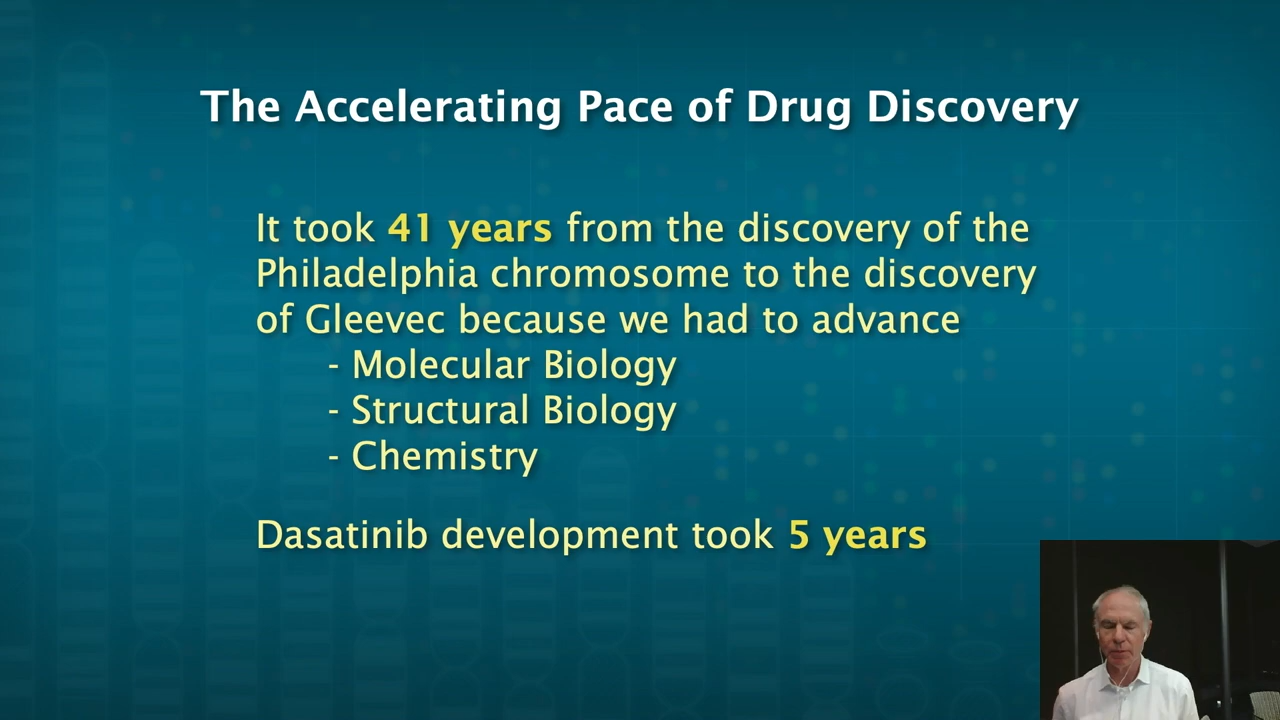 The Accelerating Pace of Drug Discovery
It took 41 years from the discovery of the
Philadelphia chromosome to the discovery
of Gleevec because we had to advance
- Molecular Biology
- Structural Biology
- Chemistry
Dasatinib development took 5 years